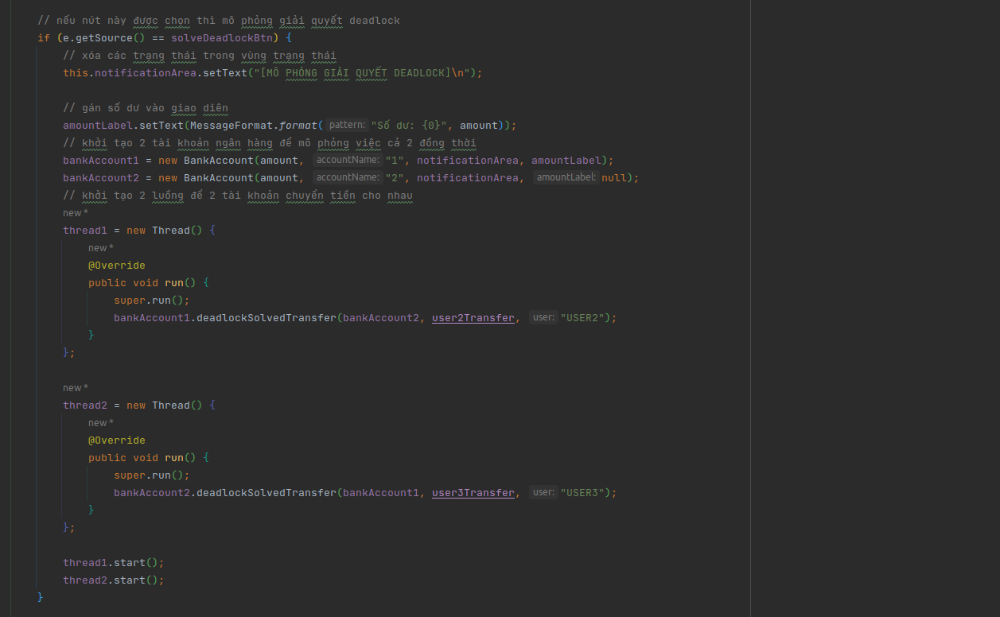 // nếu nút này được chọn thì mô phỏng giải quyết deadlock
if (e.getSource() == solveDeadlockBtn) {
// xóa các trạng thái trong vùng trạng thái
this.notificationArea.setText("[MÔ PHỎNG GIẢI QUYẾT DEADLOCK]\n");
// gán số dư vào giao diên
amountLabel.setText(MessageFormat.format( pattern: "Số dư: {0}", amount));
// khởi tạo 2 tài khoản ngân hàng để mô phỏng việc cả 2 đồng thời
bankAccount1 = new BankAccount(amount, accountName: "1", notificationArea, amountLabel);
bankAccount2 = new BankAccount(amount, accountName: "2", notificationArea, amountLabel: null);
// khởi tạo 2 luồng để 2 tài khoản chuyển tiền cho nhau
new *
thread1 = new Thread() {
new *
@Override
public void run() {
super.run();
bankAccount1.deadlockSolvedTransfer(bankAccount2, user2Transfer, user: "USER2");
}
};
new *
thread2 = new Thread() {
new *
@Override
public void run() {
super.run();
bankAccount2.deadlockSolvedTransfer(bankAccount1, user3Transfer, user: "USER3");
}
};
thread1.start();
thread2.start();
}